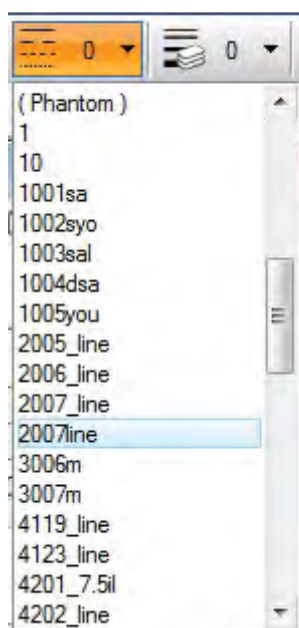 0 0
( Phantom )
1
10
1001sa
1002syo
1003sal
1004dsa
1005you
2005_line
2006_line
2007_line
2007line
3006m
3007m
4119_line
4123_line
4201_7.5il
4202_line